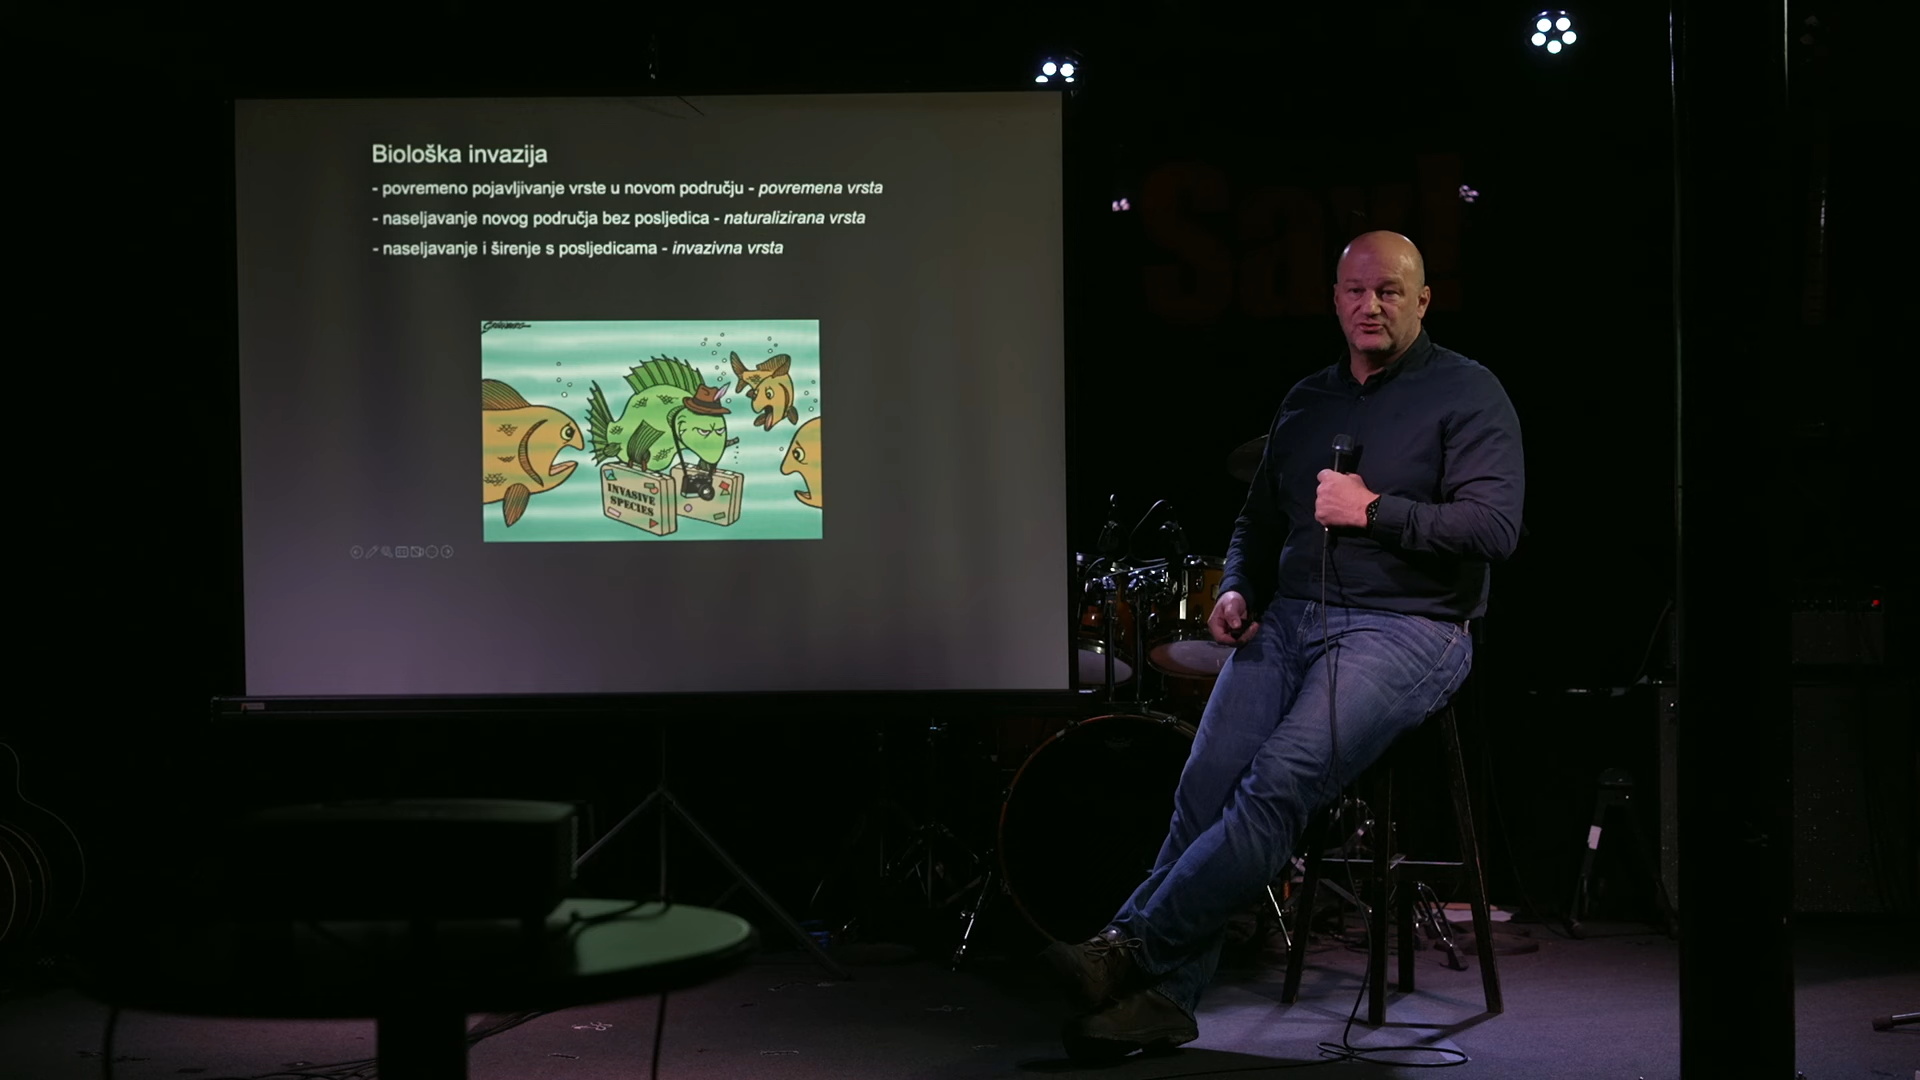 Biološka invazija
- povremeno pojavljivanje vrste u novom području - povremena vrsta
- naseljavanje novog područja bez posljedica - naturalizirana vrsta
- naseljavanje i širenje s posljedicama - invazivna vrsta
INVASIVE
SPECIES